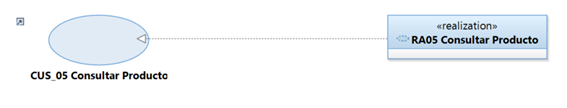 «realization»
RA05 Consultar Producto
CUS_05 Consultar Producto